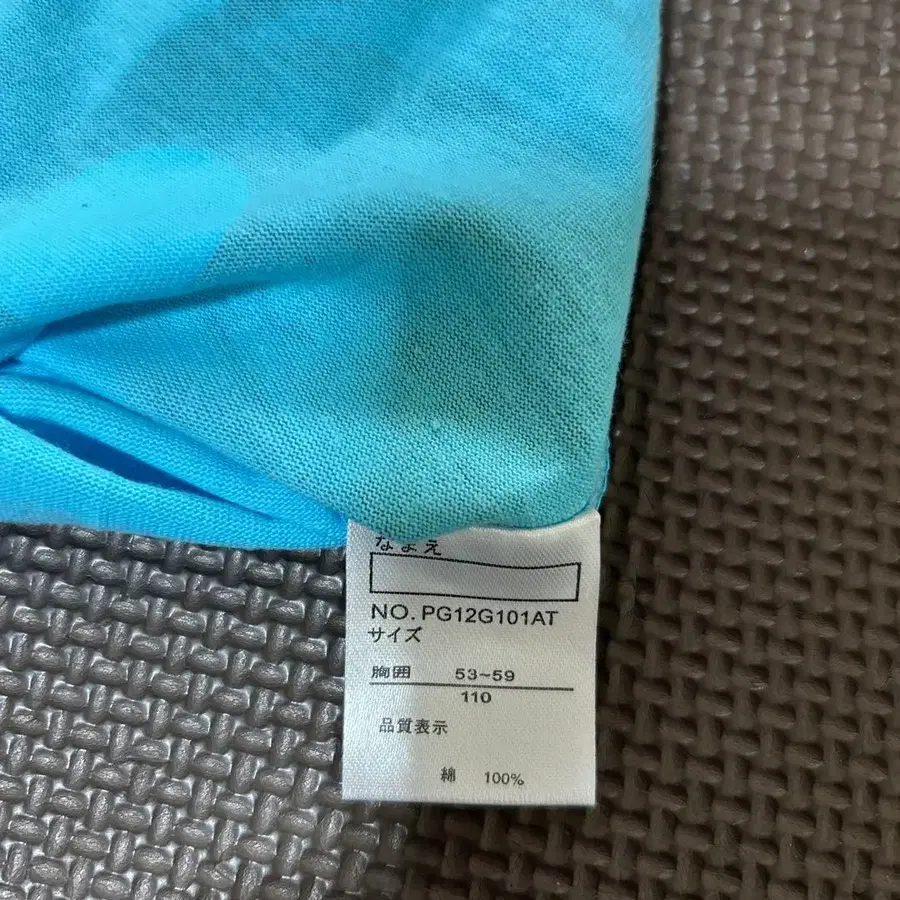 なまえ
NO. PG12G101AT
サイズ
胸囲 53~59
110
品質表示
綿 100%